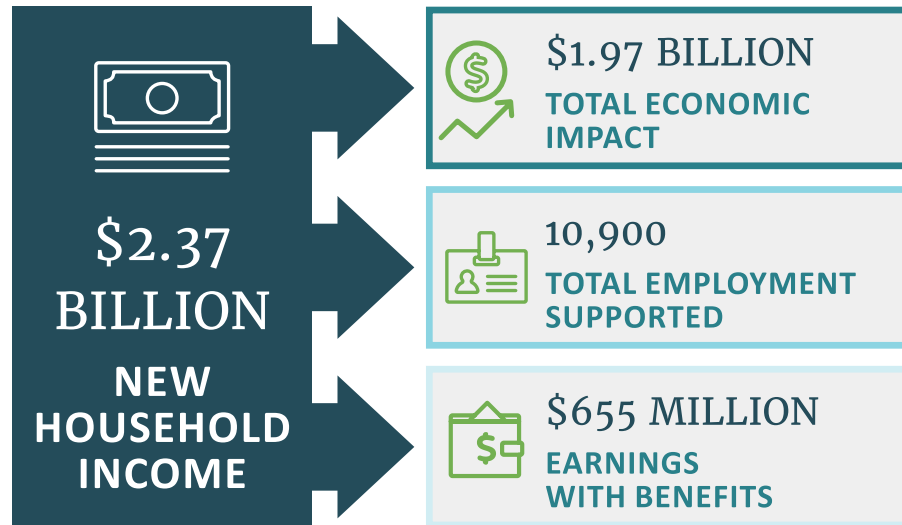 $2.37
BILLION
NEW
HOUSEHOLD
INCOME
$1.97 BILLION
TOTAL ECONOMIC
IMPACT
10,900
TOTAL EMPLOYMENT
SUPPORTED
$655 MILLION
EARNINGS
WITH BENEFITS